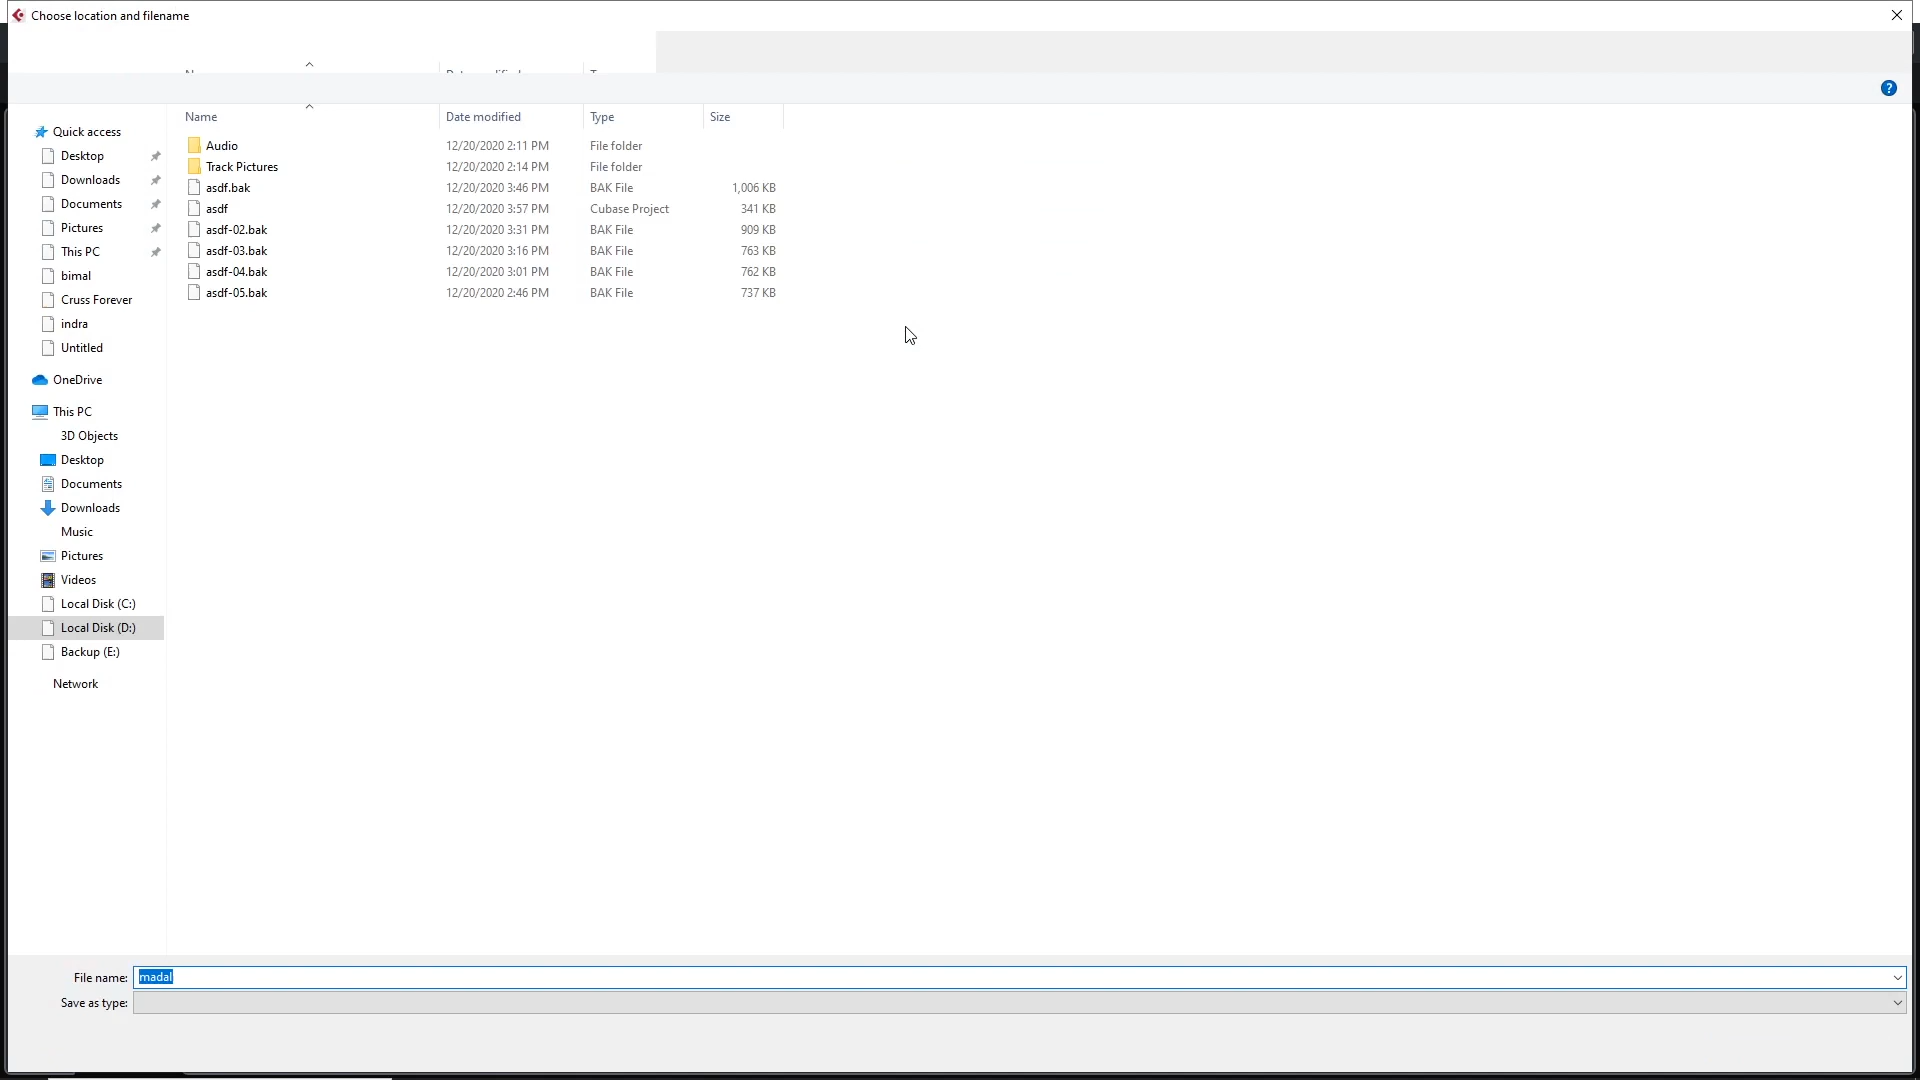 Choose location and filename
Name Date modified Type Size
Quick access
Desktop
Downloads
Documents
Pictures
This PC
bimal
Cruss Forever
indra
Untitled
OneDrive
This PC
3D Objects
Desktop
Documents
Downloads
Music
Pictures
Videos
Local Disk (C:)
Local Disk (D:)
Backup (E:)
Network
Audio 12/20/2020 2:11 PM File folder
Track Pictures 12/20/2020 2:14 PM File folder
asdf.bak 12/20/2020 3:46 PM BAK File 1,006 KB
asdf 12/20/2020 3:57 PM Cubase Project 341 KB
asdf-02.bak 12/20/2020 3:31 PM BAK File 909 KB
asdf-03.bak 12/20/2020 3:16 PM BAK File 763 KB
asdf-04.bak 12/20/2020 3:01 PM BAK File 762 KB
asdf-05.bak 12/20/2020 2:46 PM BAK File 737 KB
File name: madal
Save as type: